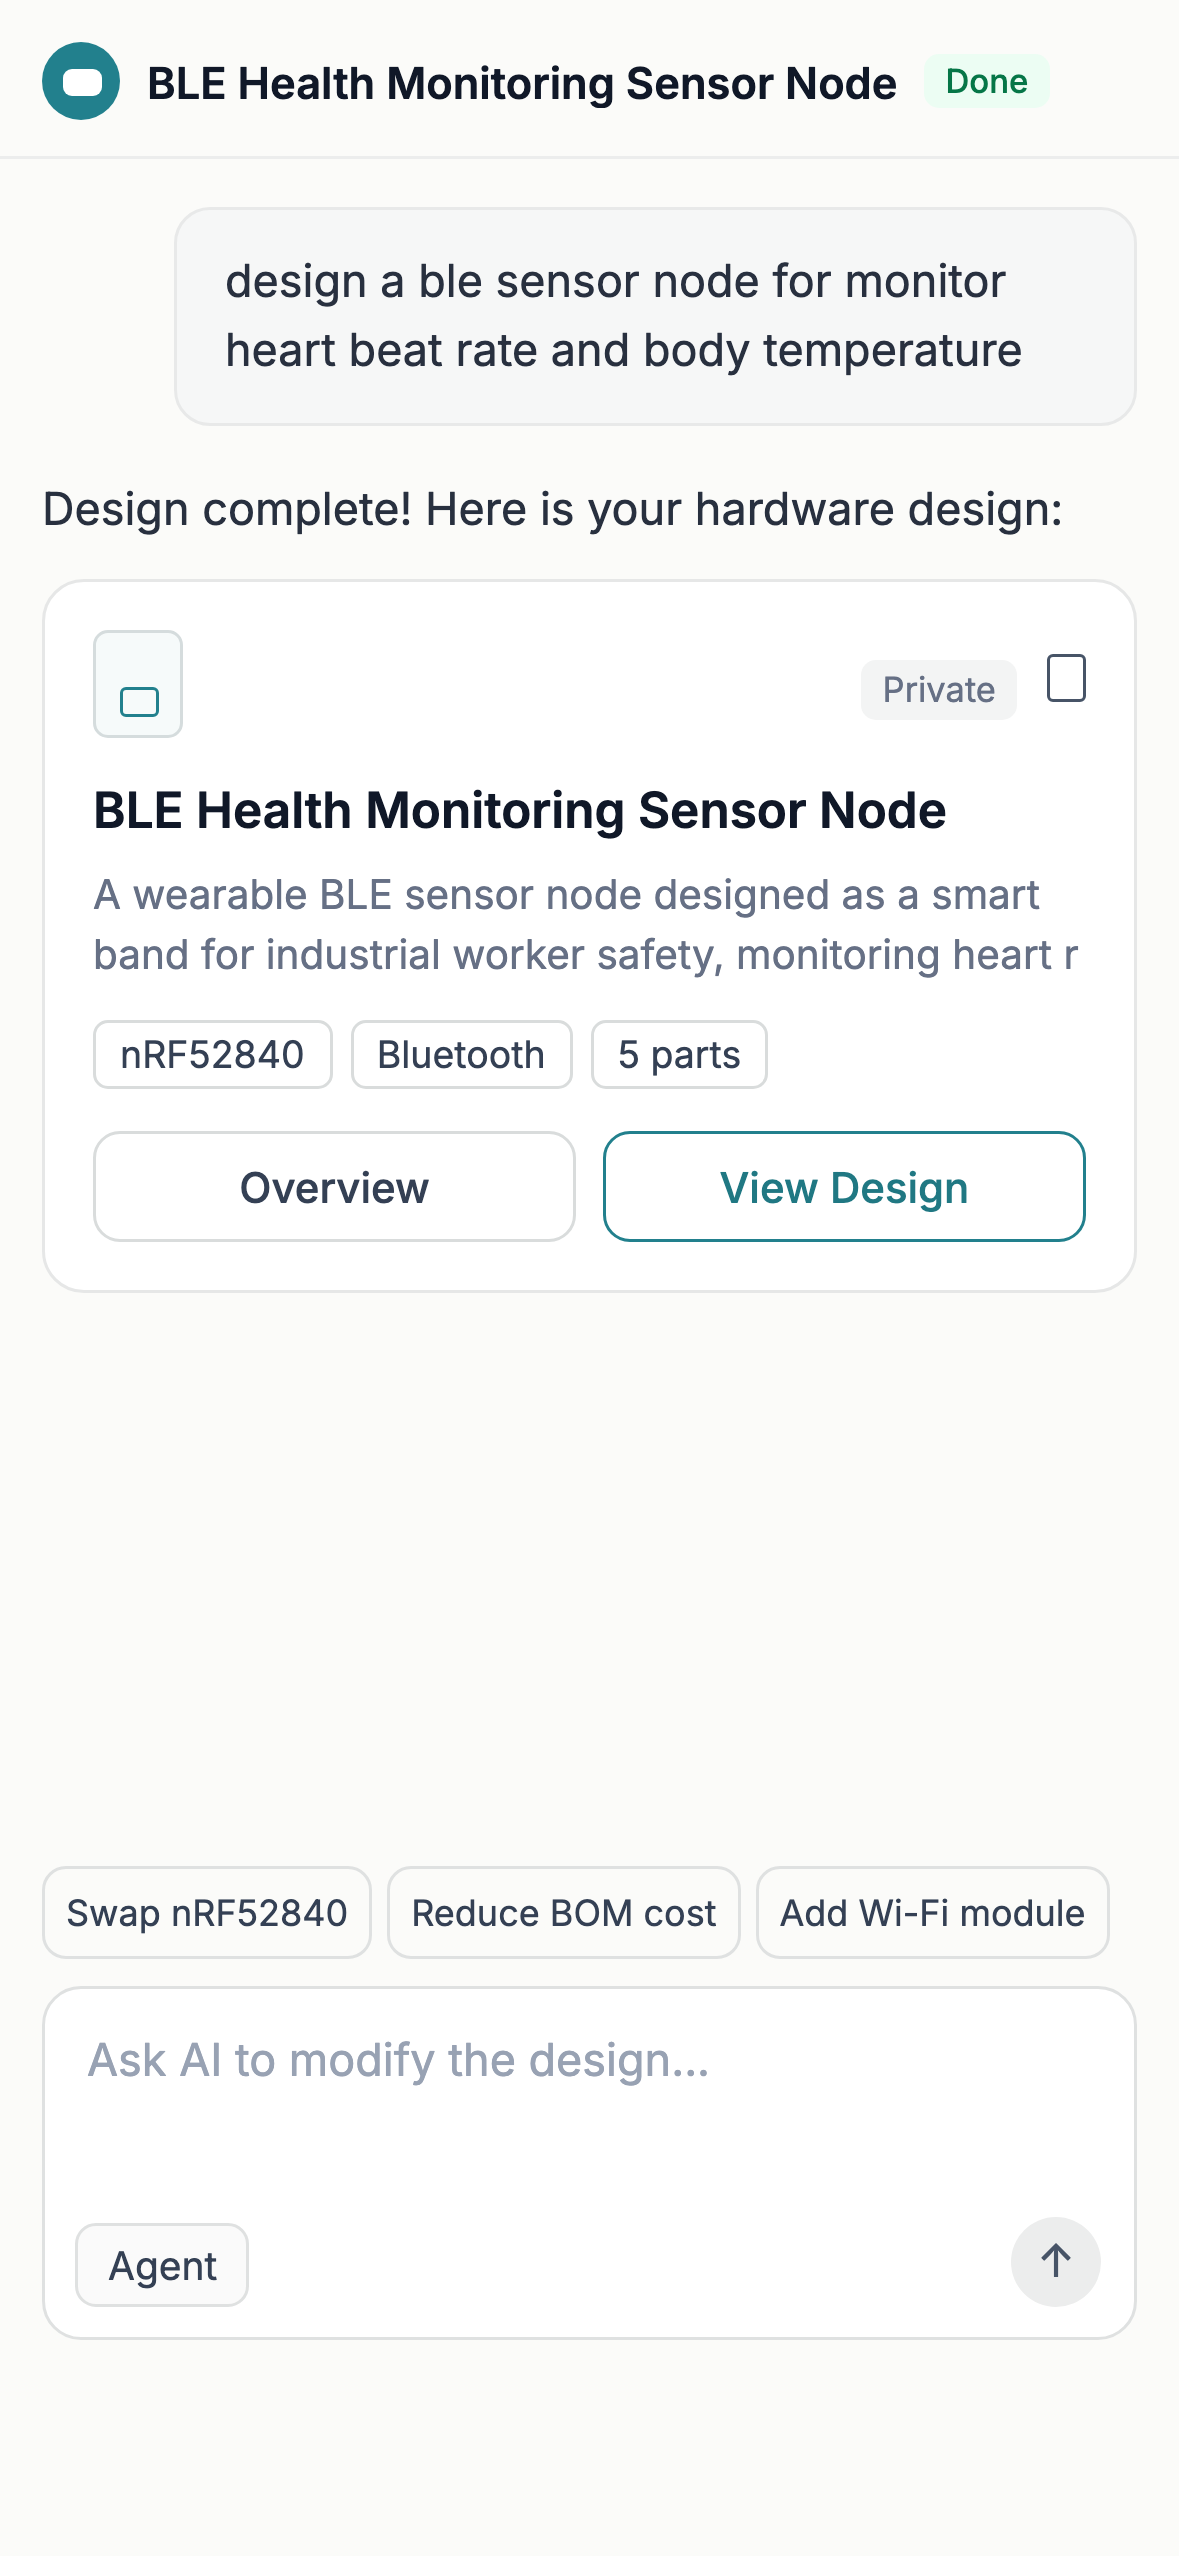 BLE Health Monitoring Sensor Node
Done
design a ble sensor node for monitor
heart beat rate and body temperature
Design complete! Here is your hardware design:
Private
BLE Health Monitoring Sensor Node
A wearable BLE sensor node designed as a smart
band for industrial worker safety, monitoring heart r
nRF52840
Bluetooth
5 parts
Overview
View Design
Swap nRF52840
Reduce BOM cost
Add Wi-Fi module
Ask AI to modify the design...
Agent